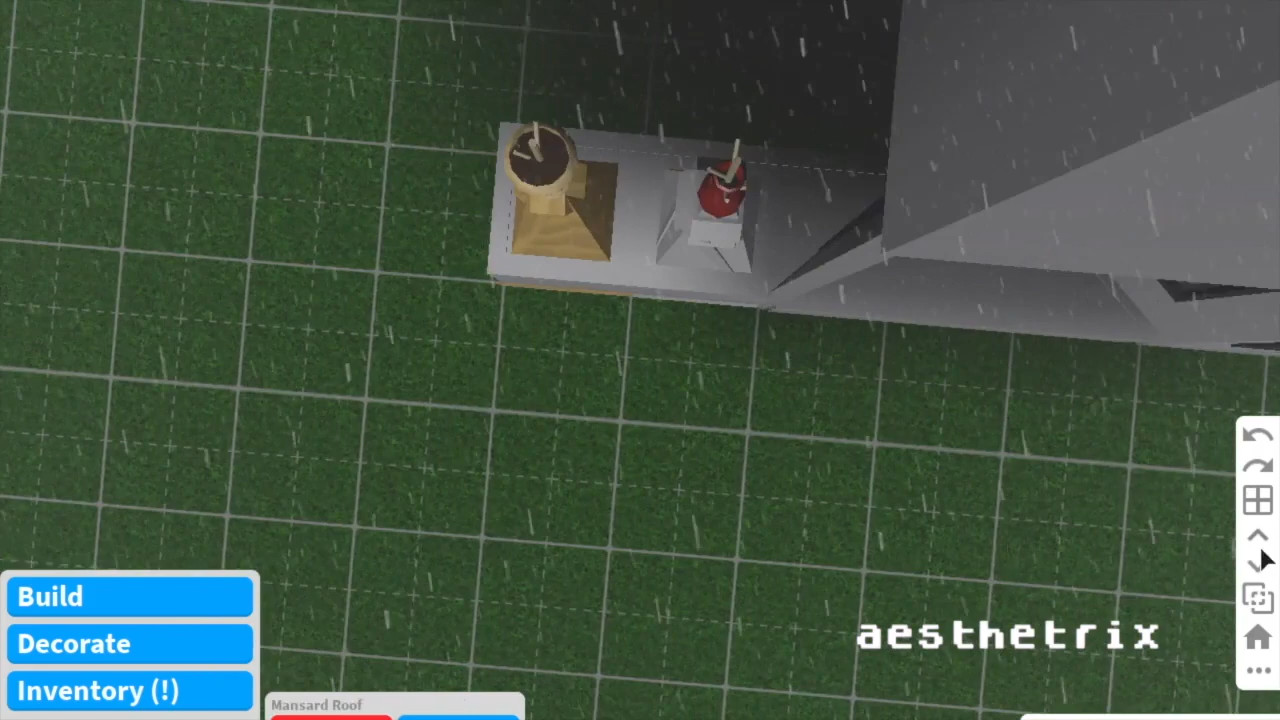 aesthetrix
Build
Decorate
Inventory (!)
Mansard Roof